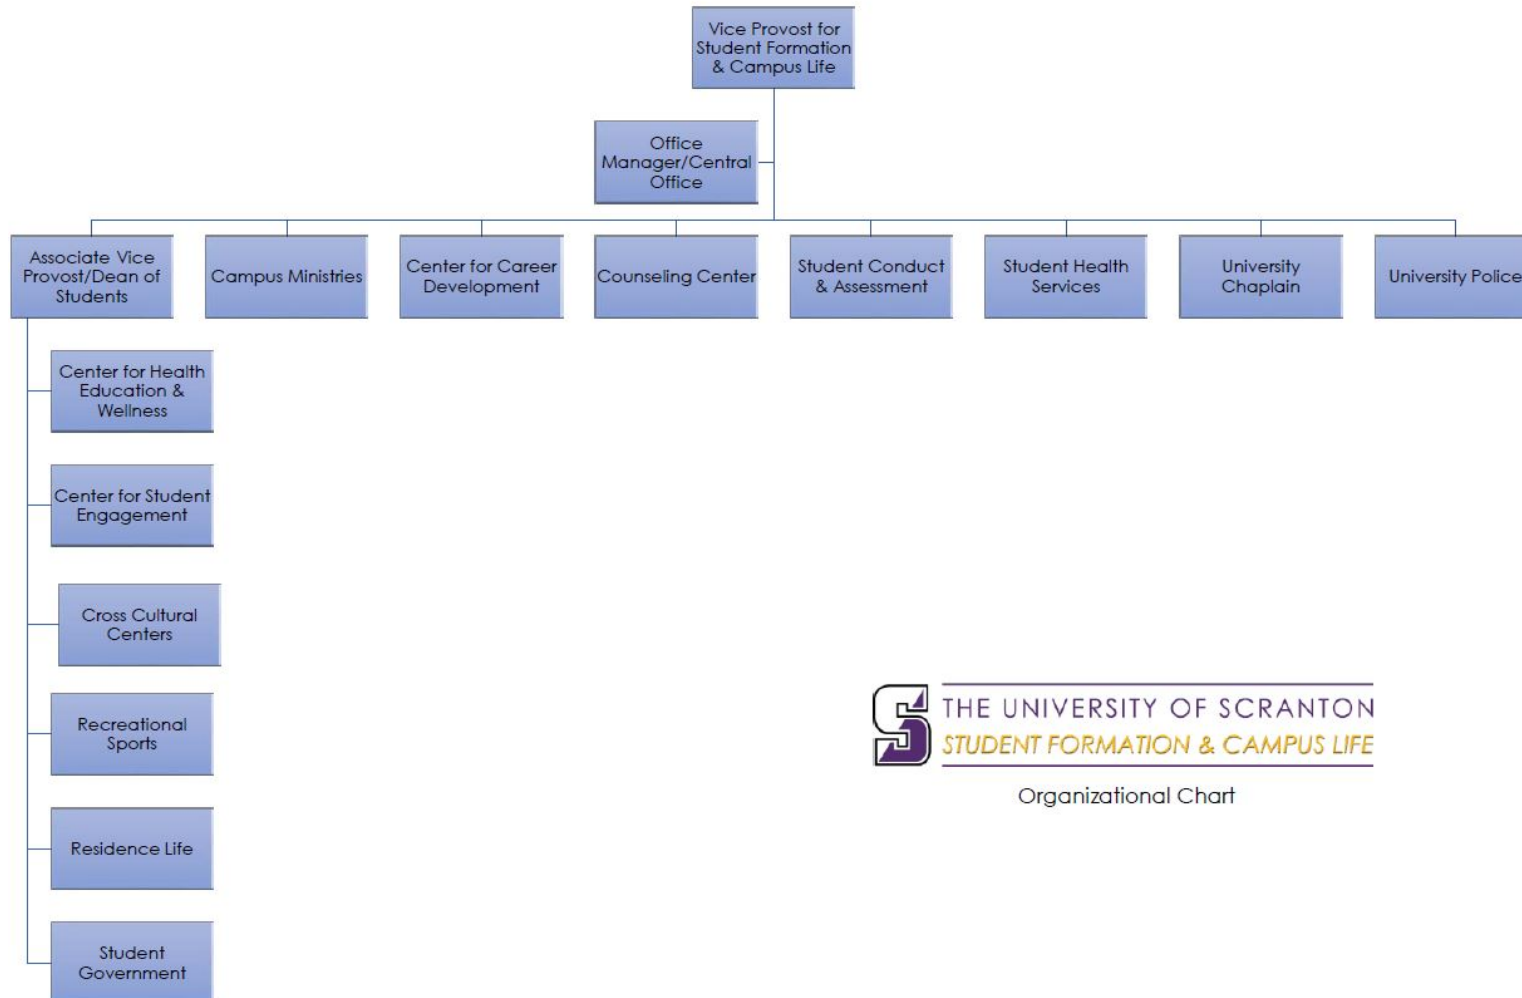 Vice Provost for
Student Formation
& Campus Life
Office
Manager/Central
Office
Associate Vice
Provost/Dean of
Students
Campus Ministries
Center for Career
Development
Counseling Center
Student Conduct
& Assessment
Student Health
Services
University
Chaplain
University Police
Center for Health
Education &
Wellness
Center for Student
Engagement
Cross Cultural
Centers
Recreational
Sports
Residence Life
Student
Government
THE UNIVERSITY OF SCRANTON
STUDENT FORMATION & CAMPUS LIFE
Organizational Chart